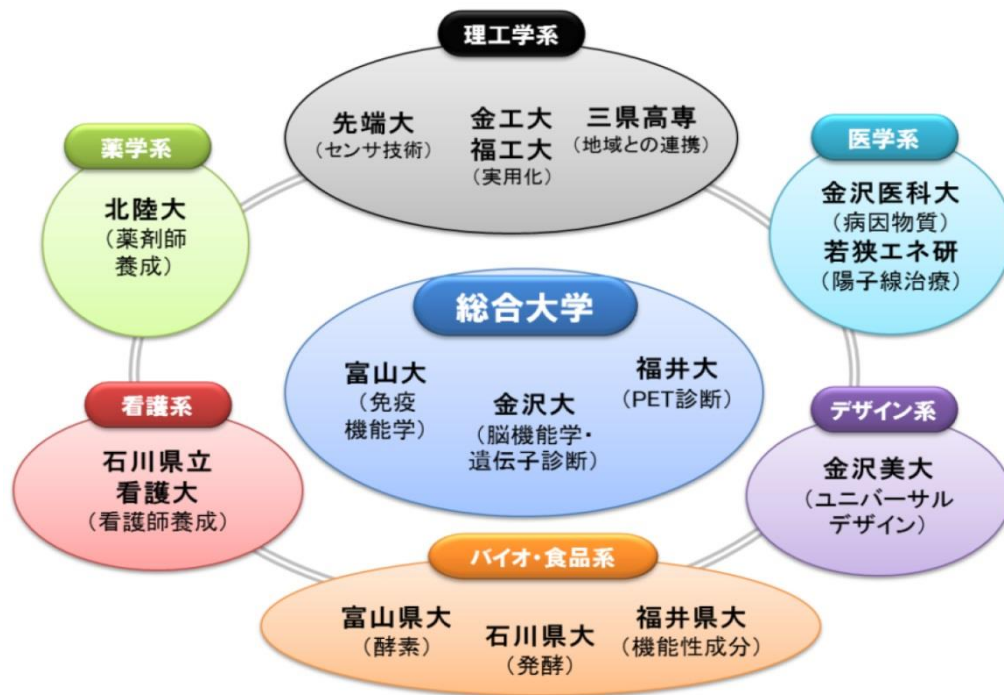 理工学系
先端大
(センサ技術)
金工大
福工大
(実用化)
三県高専
(地域との連携)
薬学系
北陸大
(薬剤師
養成)
医学系
金沢医科大
(病因物質)
若狭エネ研
(陽子線治療)
総合大学
富山大
(免疫
機能学)
金沢大
(脳機能学・
遺伝子診断)
福井大
(PET診断)
看護系
石川県立
看護大
(看護師養成)
デザイン系
金沢美大
(ユニバーサル
デザイン)
バイオ・食品系
富山県大
(酵素)
石川県大
(発酵)
福井県大
(機能性成分)